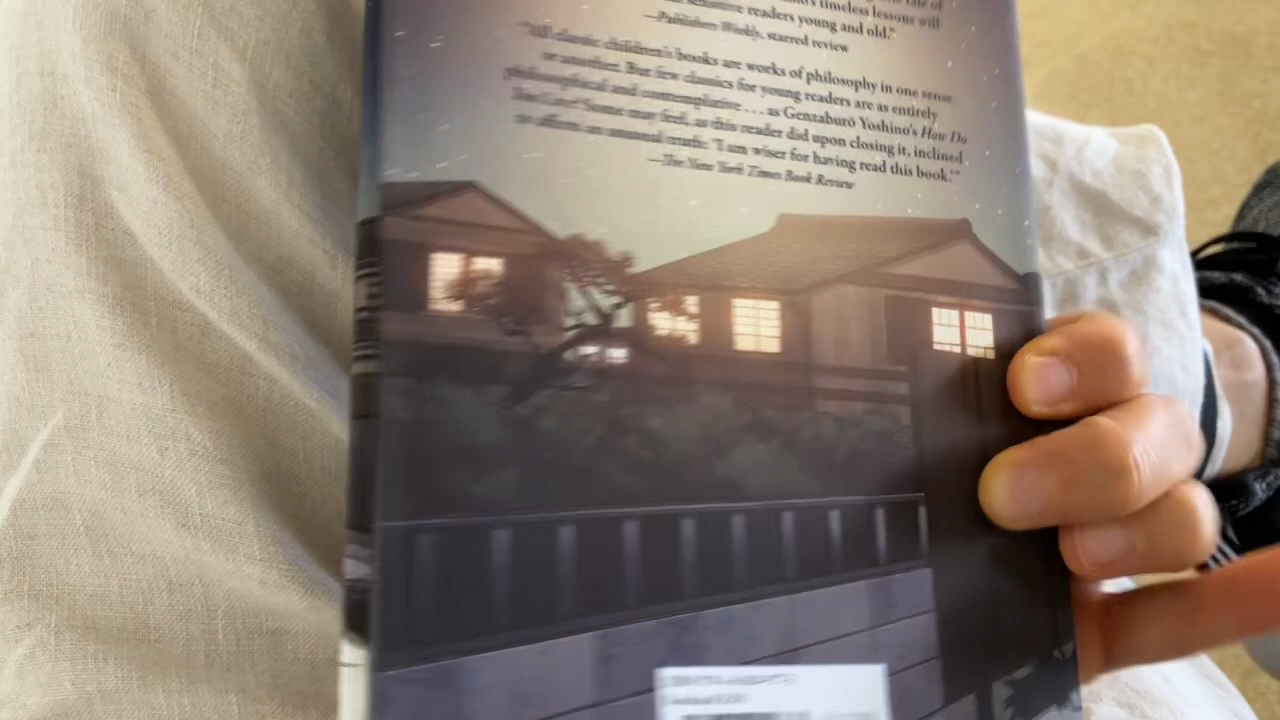 tale of
timeless lessons will
readers young and old."
—Publishers Weekly, starred review
"All classic children's books are works of philosophy in one sense
or another. But few classics for young readers are as entirely
philosophical and contemplative . . . as Genzaburō Yoshino's How Do
You Live? Some may feel, as this reader did upon closing it, inclined
to affirm an unusual truth: 'I am wiser for having read this book.'"
—The New York Times Book Review